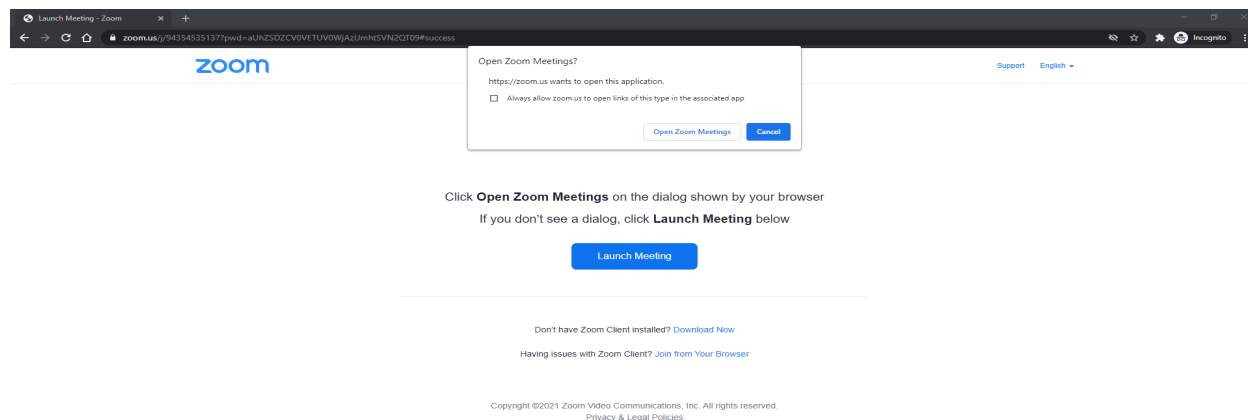 Launch Meeting - Zoom
zoom.us/j/94354535137?pwd=aUhZSDZCV0VETUV0WjAzUmhtSVN2QT09#success
Incognito
zoom
Support English
Open Zoom Meetings?
https://zoom.us wants to open this application.
Always allow zoom.us to open links of this type in the associated app
Open Zoom Meetings Cancel
Click Open Zoom Meetings on the dialog shown by your browser
If you don't see a dialog, click Launch Meeting below
Launch Meeting
Don't have Zoom Client installed? Download Now
Having issues with Zoom Client? Join from Your Browser
Copyright ©2021 Zoom Video Communications, Inc. All rights reserved.
Privacy & Legal Policies